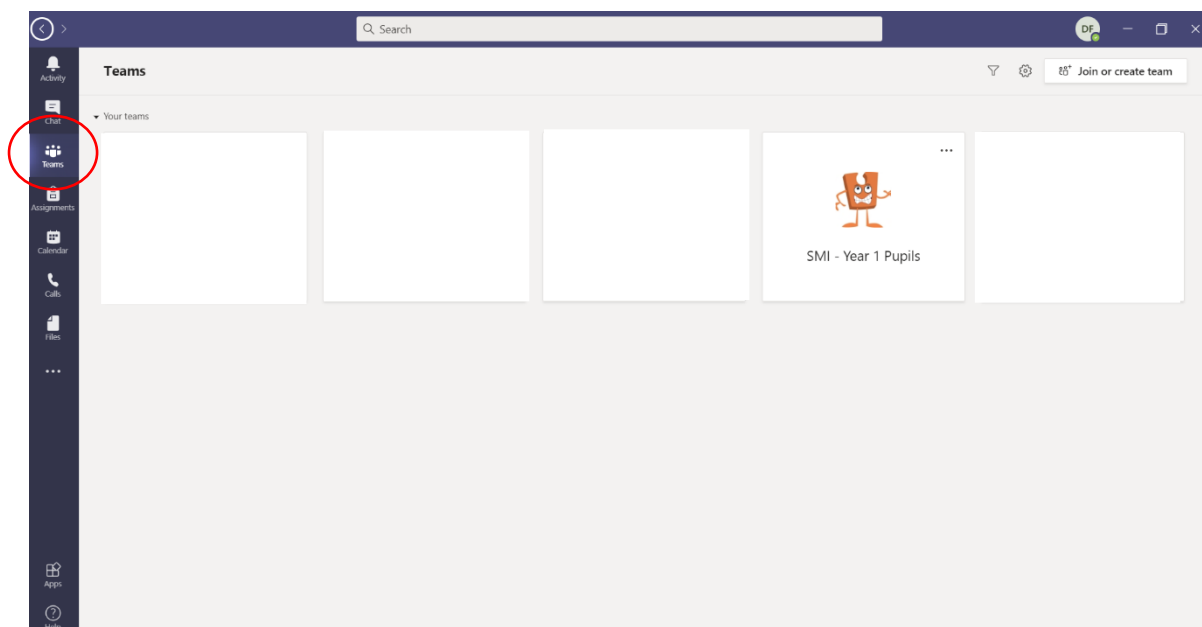 Search
DF
Activity
Teams
Join or create team
Chat
Your teams
Teams
Assignments
SMI - Year 1 Pupils
Calendar
Calls
Files
Apps
Help